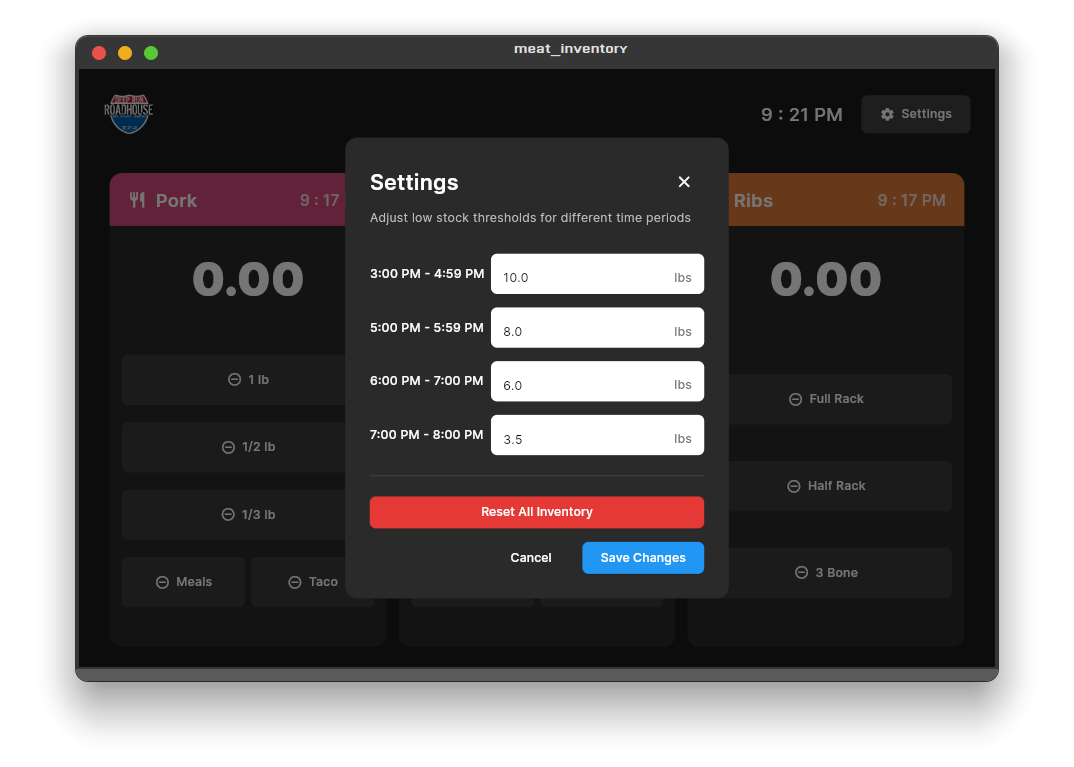 meat_inventory
DEEP RUN
ROADHOUSE
9 : 21 PM
Settings
Pork
9 : 17
Ribs
9 : 17 PM
0.00
0.00
1 lb
1/2 lb
1/3 lb
Meals
Taco
Full Rack
Half Rack
3 Bone
Settings
Adjust low stock thresholds for different time periods
3:00 PM - 4:59 PM
10.0
lbs
5:00 PM - 5:59 PM
8.0
lbs
6:00 PM - 7:00 PM
6.0
lbs
7:00 PM - 8:00 PM
3.5
lbs
Reset All Inventory
Cancel
Save Changes